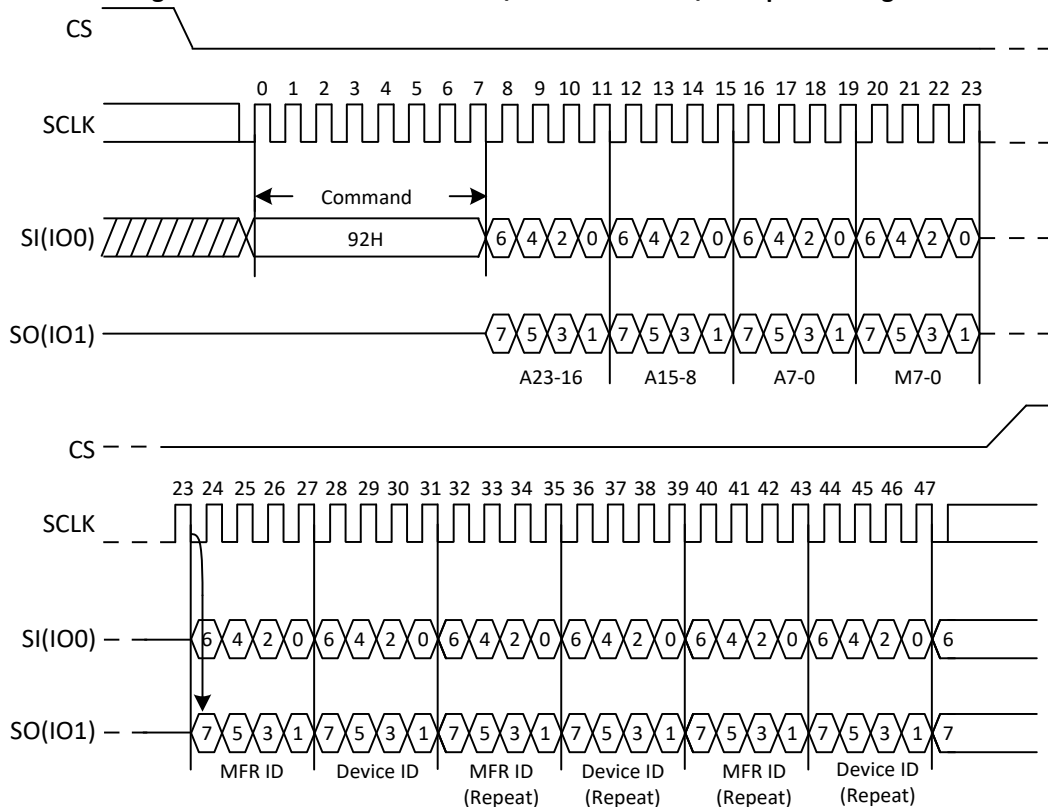 CS
0 1 2 3 4 5 6 7 8 9 10 11 12 13 14 15 16 17 18 19 20 21 22 23
SCLK
Command
SI(IO0) 92H 6 4 2 0 6 4 2 0 6 4 2 0 6 4 2 0
SO(IO1) 7 5 3 1 7 5 3 1 7 5 3 1 7 5 3 1
A23-16 A15-8 A7-0 M7-0
CS
23 24 25 26 27 28 29 30 31 32 33 34 35 36 37 38 39 40 41 42 43 44 45 46 47
SCLK
SI(IO0) 6 4 2 0 6 4 2 0 6 4 2 0 6 4 2 0 6 4 2 0 6 4 2 0 6
SO(IO1) 7 5 3 1 7 5 3 1 7 5 3 1 7 5 3 1 7 5 3 1 7 5 3 1 7
MFR ID Device ID MFR ID Device ID MFR ID Device ID
(Repeat) (Repeat) (Repeat) (Repeat)